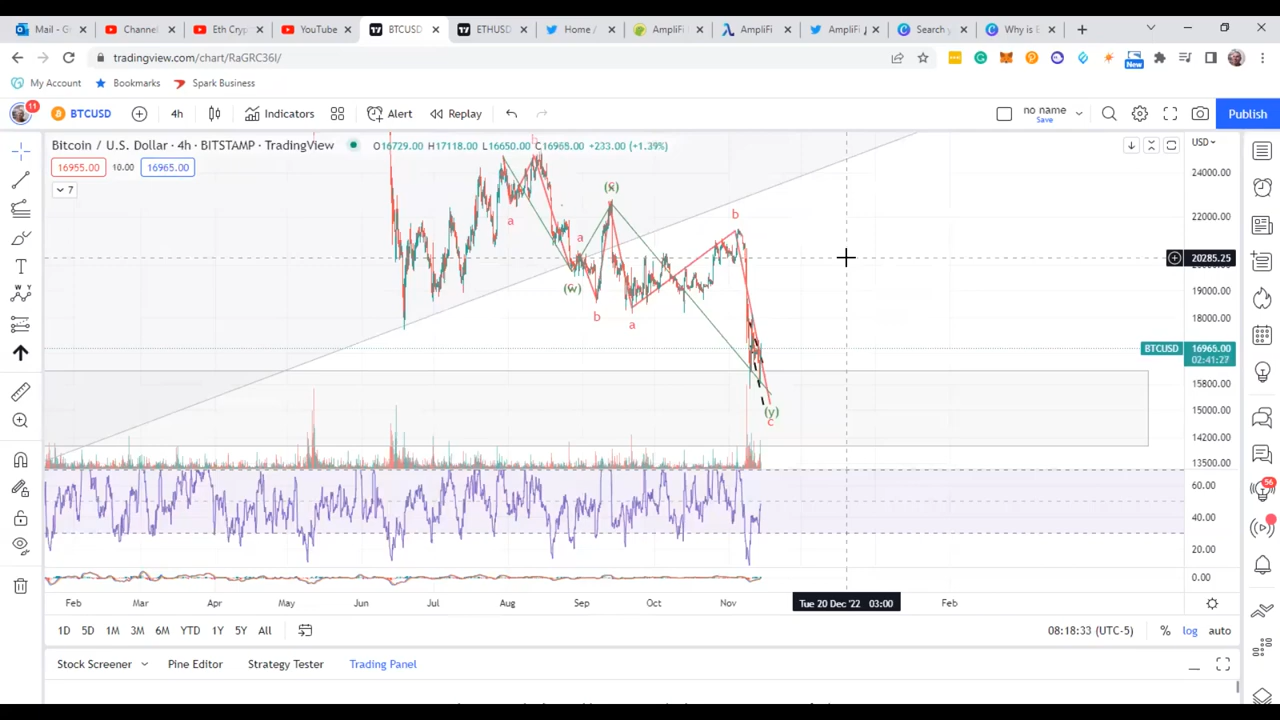 Mail - G
Channel
Eth Cryp
YouTube
BTCUSD
ETHUSD
Home /
AmpliFi
AmpliFi
AmpliFi
Search y
Why is E
tradingview.com/chart/RaGRC36I/
New
My Account
Bookmarks
Spark Business
11
BTCUSD
4h
Indicators
Alert
Replay
no name
Save
Publish
Bitcoin / U.S. Dollar · 4h · BITSTAMP · TradingView
O16729.00 H17118.00 L16650.00 C16965.00 +233.00 (+1.39%)
USD
16955.00
10.00
16965.00
7
24000.00
b
(x)
a
b
22000.00
a
20285.25
(w)
19000.00
b
a
18000.00
BTCUSD
16965.00
02:41:27
15800.00
15000.00
(y)
c
14200.00
13500.00
60.00
56
40.00
20.00
0.00
Feb
Mar
Apr
May
Jun
Jul
Aug
Sep
Oct
Nov
Tue 20 Dec '22 03:00
Feb
1D
5D
1M
3M
6M
YTD
1Y
5Y
All
08:18:33 (UTC-5)
%
log
auto
Stock Screener
Pine Editor
Strategy Tester
Trading Panel